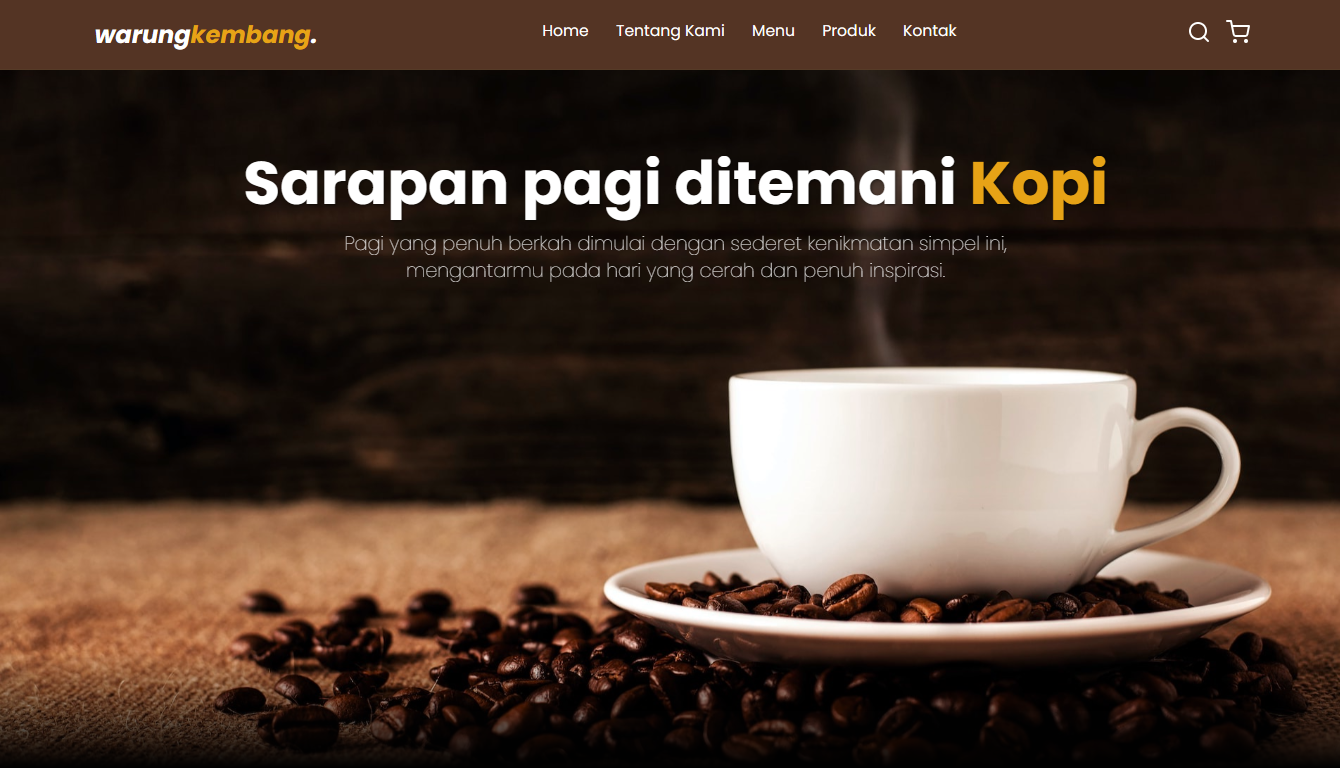 warungkembang.
Home Tentang Kami Menu Produk Kontak
Sarapan pagi ditemani Kopi
Pagi yang penuh berkah dimulai dengan sederet kenikmatan simpel ini,
mengantarmu pada hari yang cerah dan penuh inspirasi.